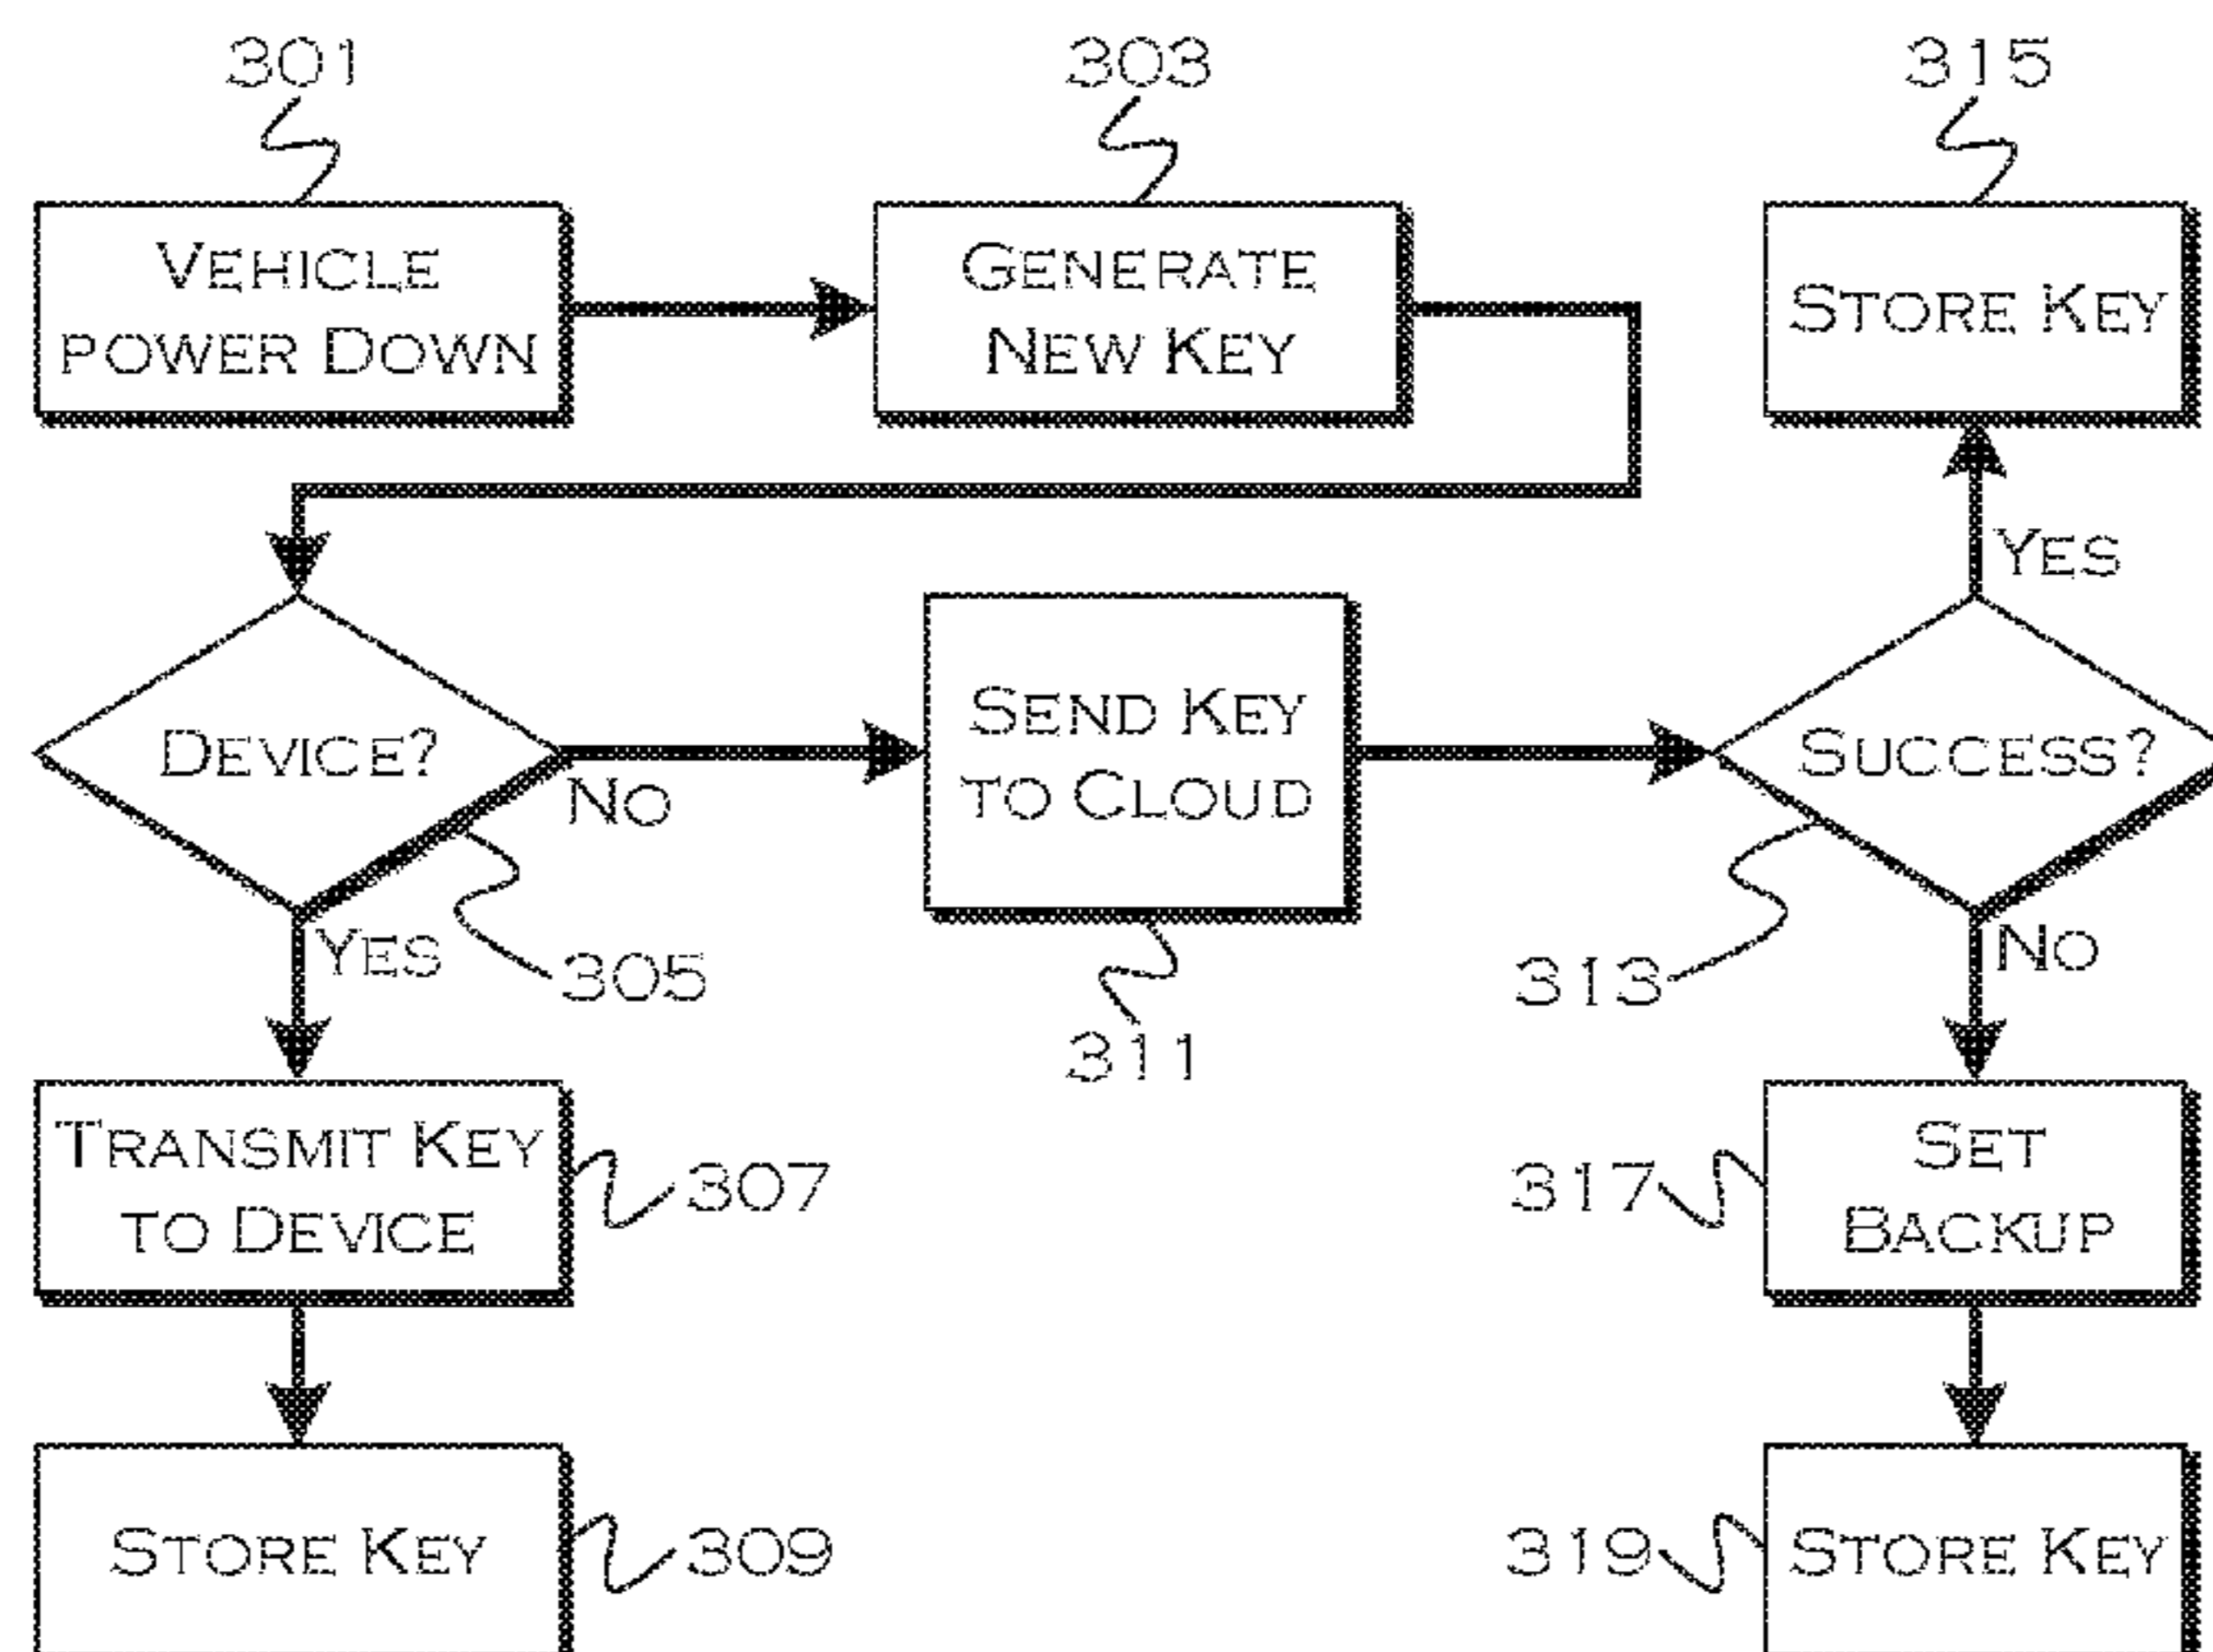 301
303
315
VEHICLE
POWER DOWN
GENERATE
NEW KEY
STORE KEY
YES
DEVICE?
NO
SEND KEY
TO CLOUD
SUCCESS?
YES
305
311
313
NO
TRANSMIT KEY
TO DEVICE
307
317
SET
BACKUP
STORE KEY
309
319
STORE KEY